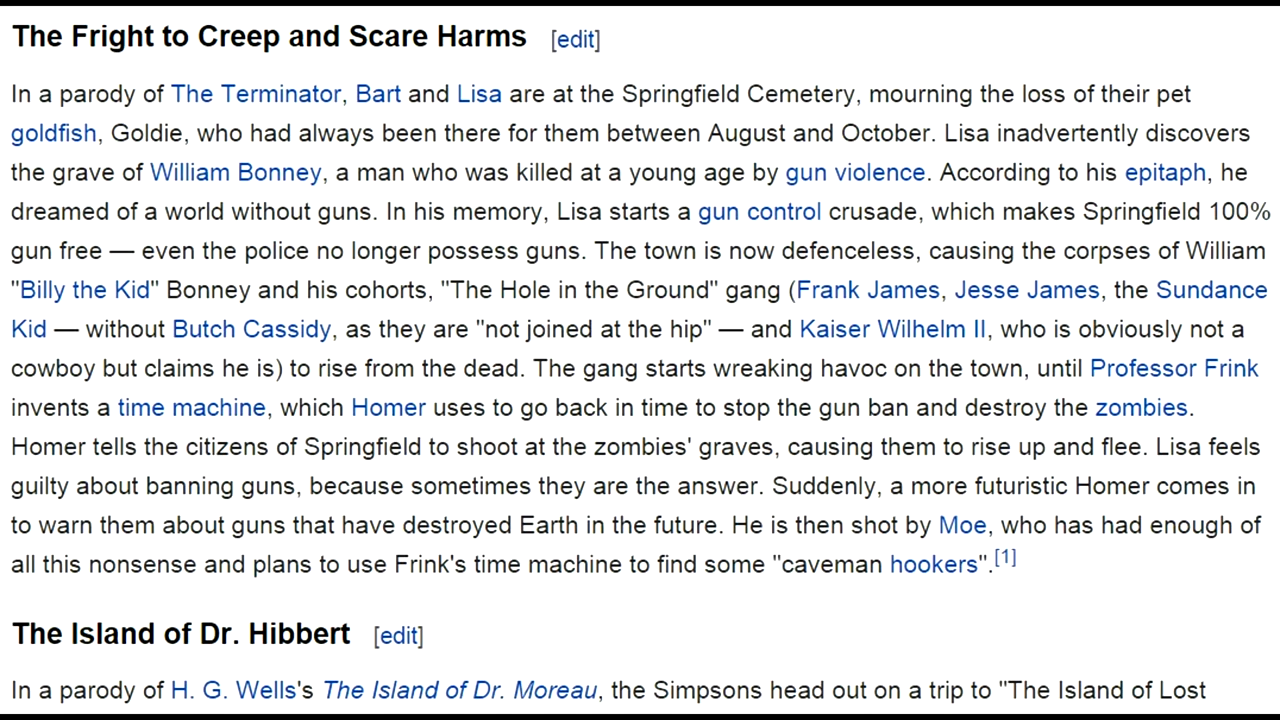 The Fright to Creep and Scare Harms [edit]
In a parody of The Terminator, Bart and Lisa are at the Springfield Cemetery, mourning the loss of their pet
goldfish, Goldie, who had always been there for them between August and October. Lisa inadvertently discovers
the grave of William Bonney, a man who was killed at a young age by gun violence. According to his epitaph, he
dreamed of a world without guns. In his memory, Lisa starts a gun control crusade, which makes Springfield 100%
gun free — even the police no longer possess guns. The town is now defenceless, causing the corpses of William
"Billy the Kid" Bonney and his cohorts, "The Hole in the Ground" gang (Frank James, Jesse James, the Sundance
Kid — without Butch Cassidy, as they are "not joined at the hip" — and Kaiser Wilhelm II, who is obviously not a
cowboy but claims he is) to rise from the dead. The gang starts wreaking havoc on the town, until Professor Frink
invents a time machine, which Homer uses to go back in time to stop the gun ban and destroy the zombies.
Homer tells the citizens of Springfield to shoot at the zombies' graves, causing them to rise up and flee. Lisa feels
guilty about banning guns, because sometimes they are the answer. Suddenly, a more futuristic Homer comes in
to warn them about guns that have destroyed Earth in the future. He is then shot by Moe, who has had enough of
all this nonsense and plans to use Frink's time machine to find some "caveman hookers".[1]
The Island of Dr. Hibbert [edit]
In a parody of H. G. Wells's The Island of Dr. Moreau, the Simpsons head out on a trip to "The Island of Lost